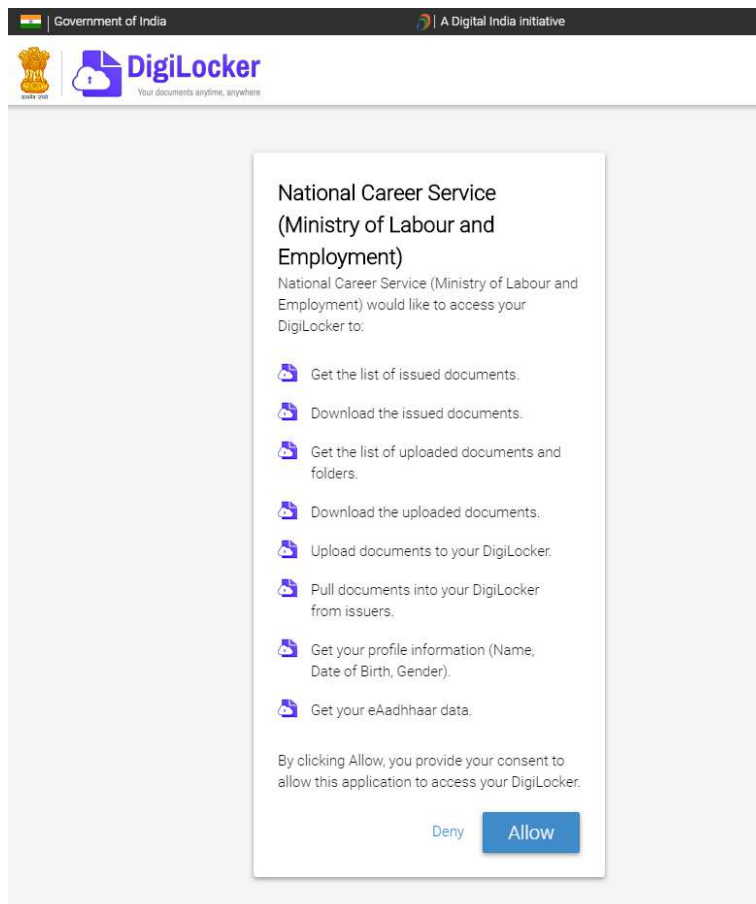 Government of India
A Digital India initiative
DigiLocker
Your documents anytime, anywhere
National Career Service
(Ministry of Labour and
Employment)
National Career Service (Ministry of Labour and
Employment) would like to access your
DigiLocker to:
Get the list of issued documents.
Download the issued documents.
Get the list of uploaded documents and
folders.
Download the uploaded documents.
Upload documents to your DigiLocker.
Pull documents into your DigiLocker
from issuers.
Get your profile information (Name,
Date of Birth, Gender).
Get your eAadhhaar data.
By clicking Allow, you provide your consent to
allow this application to access your DigiLocker.
Deny
Allow